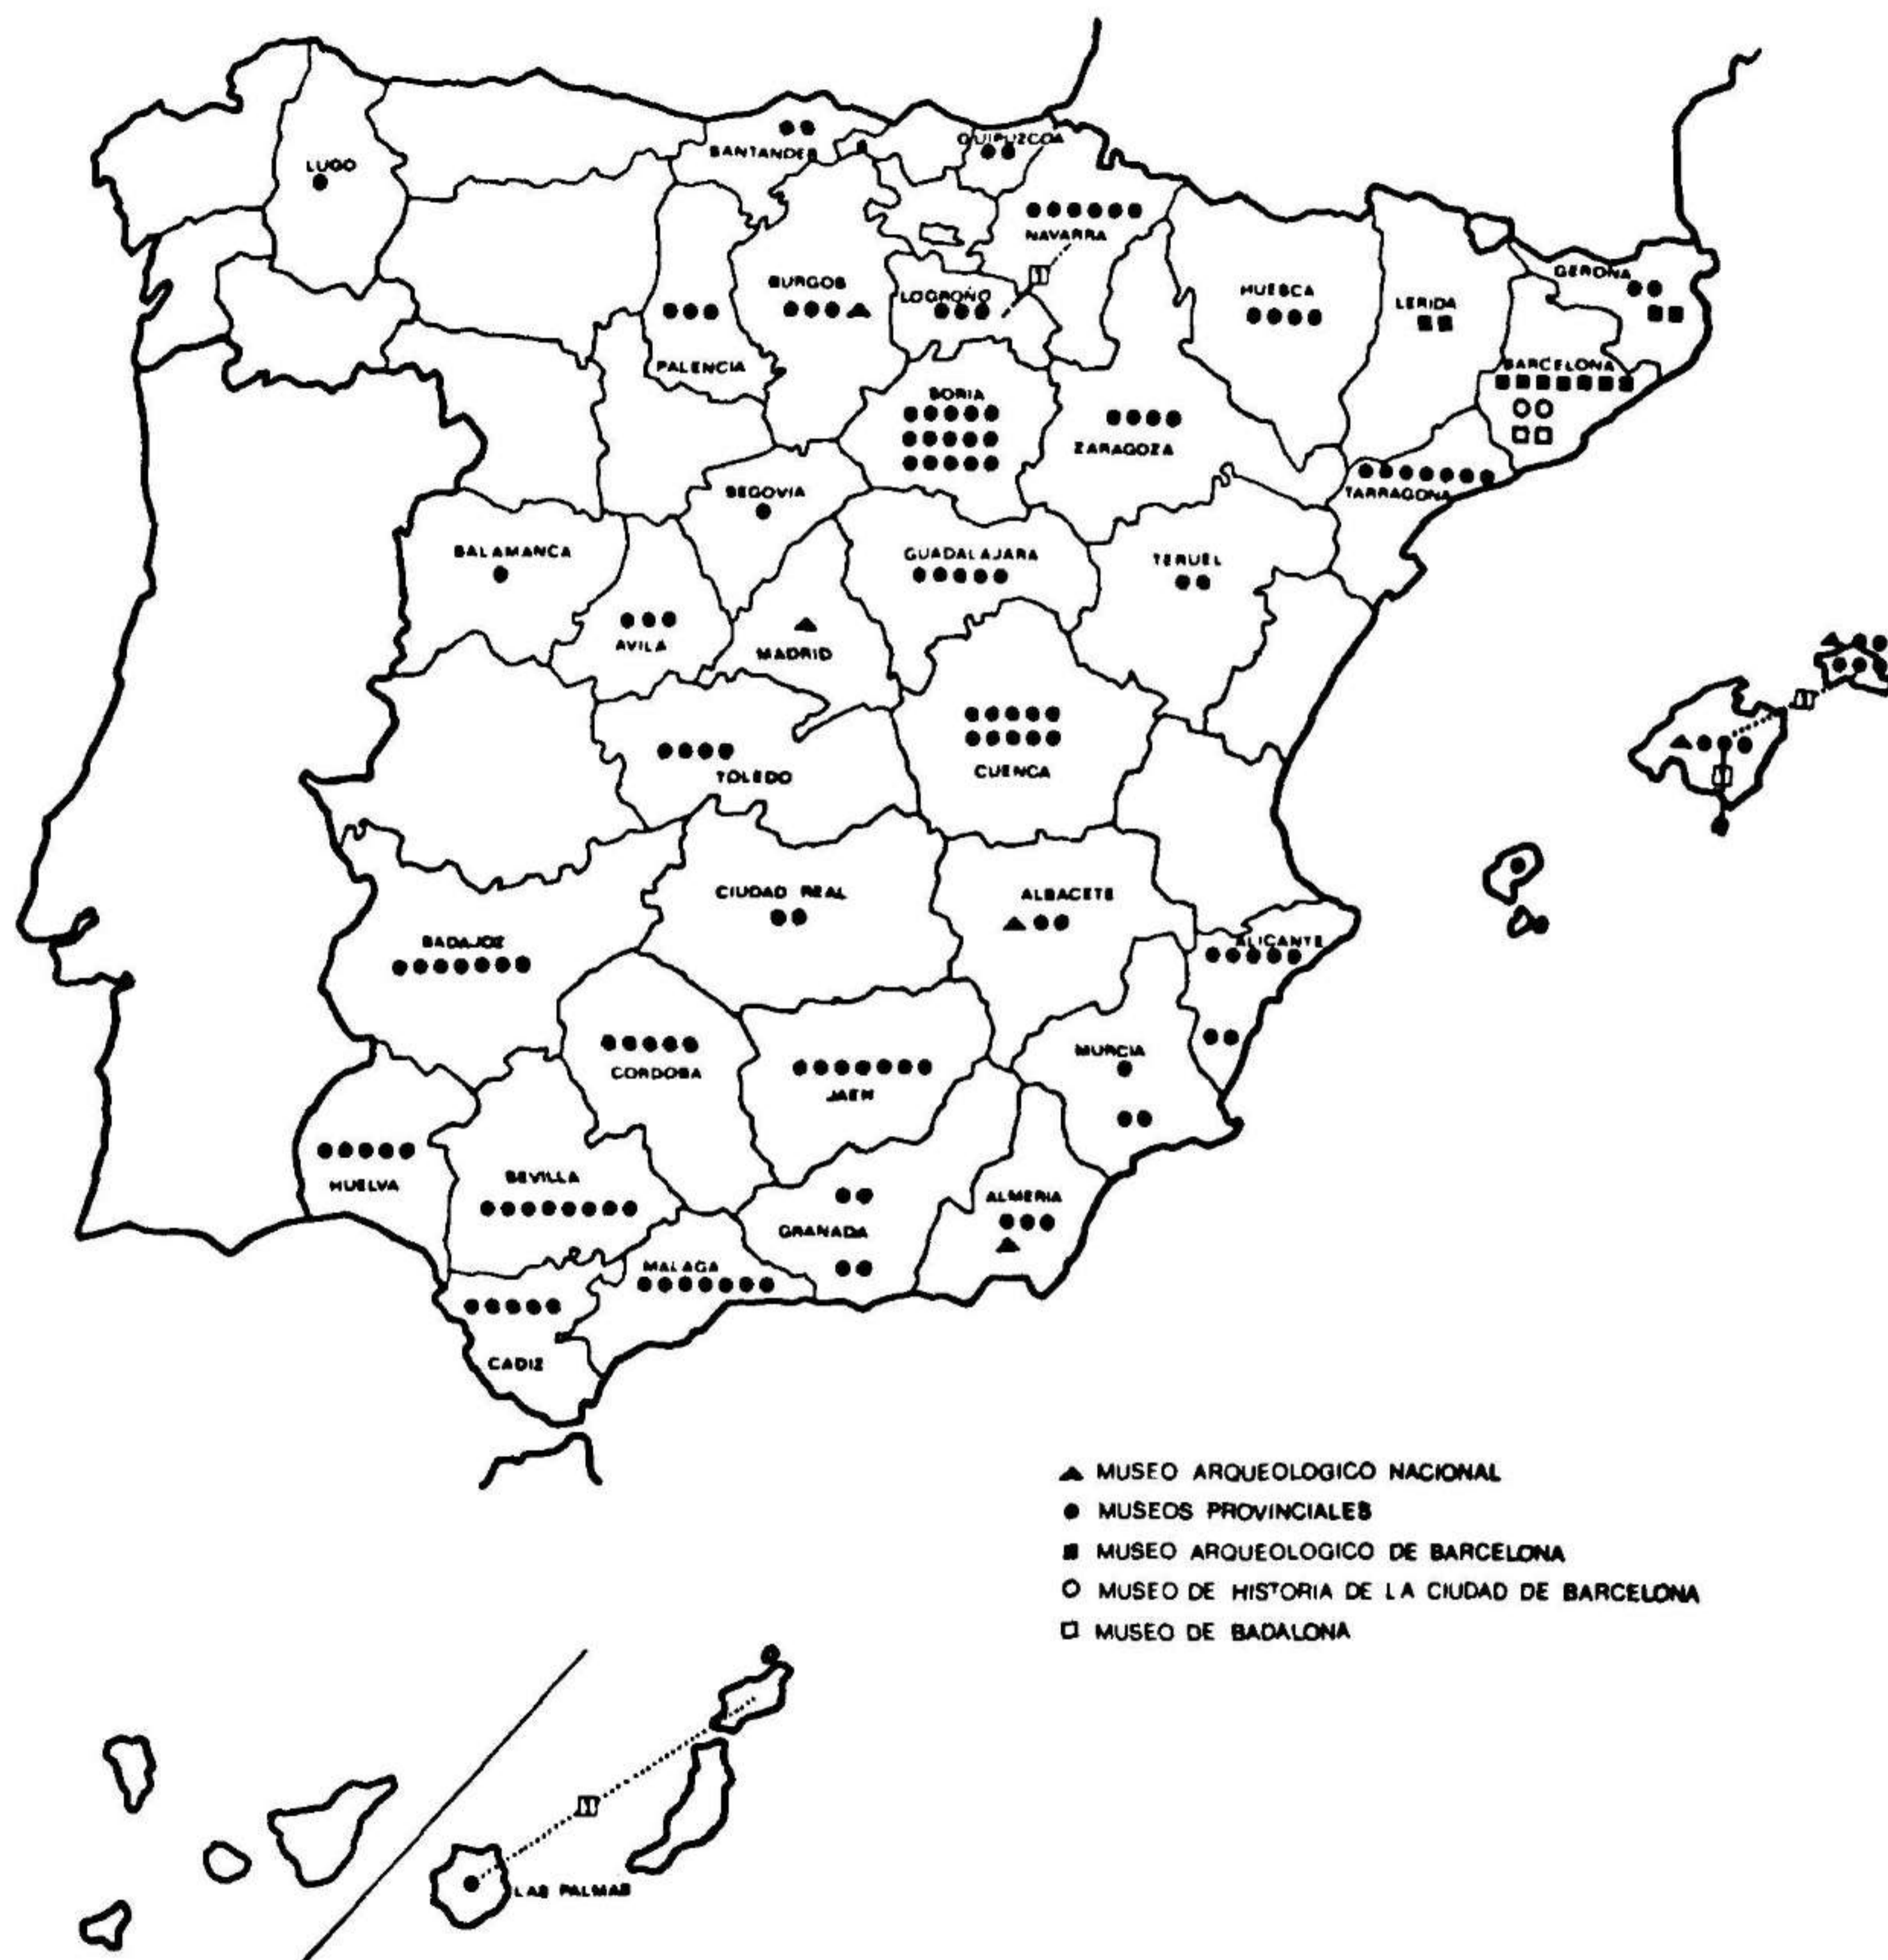 LUGO
SANTANDER
GUIPUZCOA
NAVARRA
BURGOS
LOGROÑO
HUESCA
LERIDA
GERONA
PALENCIA
BARCELONA
SORIA
ZARAGOZA
TARRAGONA
SEGOVIA
SALAMANCA
GUADALAJARA
TERUEL
AVILA
MADRID
TOLEDO
CUENCA
CIUDAD REAL
ALBACETE
BADAJOZ
ALICANTE
CORDOBA
JAEN
MURCIA
HUELVA
SEVILLA
GRANADA
ALMERIA
MALAGA
CADIZ
MUSEO ARQUEOLOGICO NACIONAL
MUSEOS PROVINCIALES
MUSEO ARQUEOLOGICO DE BARCELONA
MUSEO DE HISTORIA DE LA CIUDAD DE BARCELONA
MUSEO DE BADALONA
LAS PALMAS